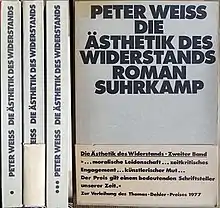 PETER WEISS DIE ÄSTHETIK DES WIDERSTANDS
PETER WEISS DIE ÄSTHETIK DES WIDERSTANDS
PETER WEISS DIE ÄSTHETIK DES WIDERSTANDS
PETER WEISS
DIE
ÄSTHETIK DES
WIDERSTANDS
ROMAN
SUHRKAMP
Die Ästhetik des Widerstands · Zweiter Band
»...moralische Leidenschaft... zeitkritisches
Engagement... künstlerischer Mut...
Der Preis gilt einem bedeutenden Schriftsteller
unserer Zeit.«
Zur Verleihung des Thomas-Dehler-Preises 1977